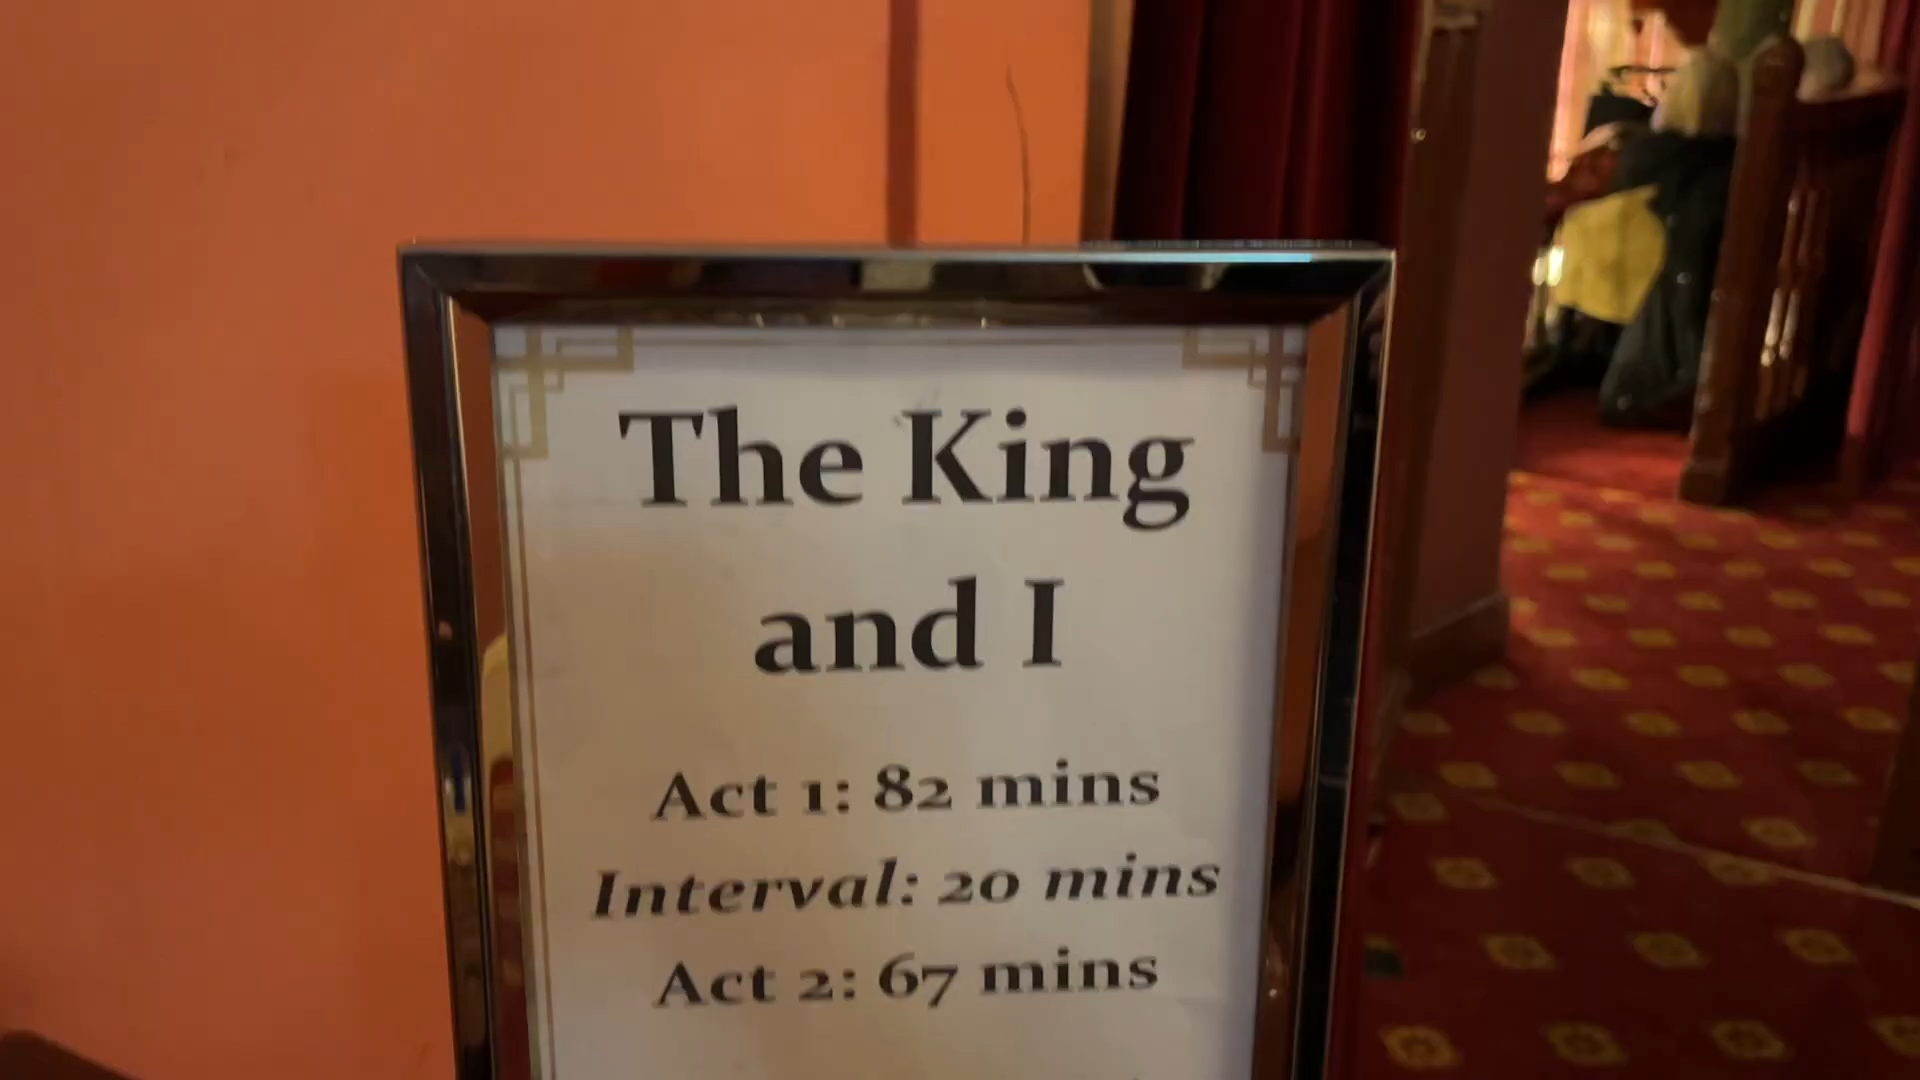 The King
and I
Act 1: 82 mins
Interval: 20 mins
Act 2: 67 mins